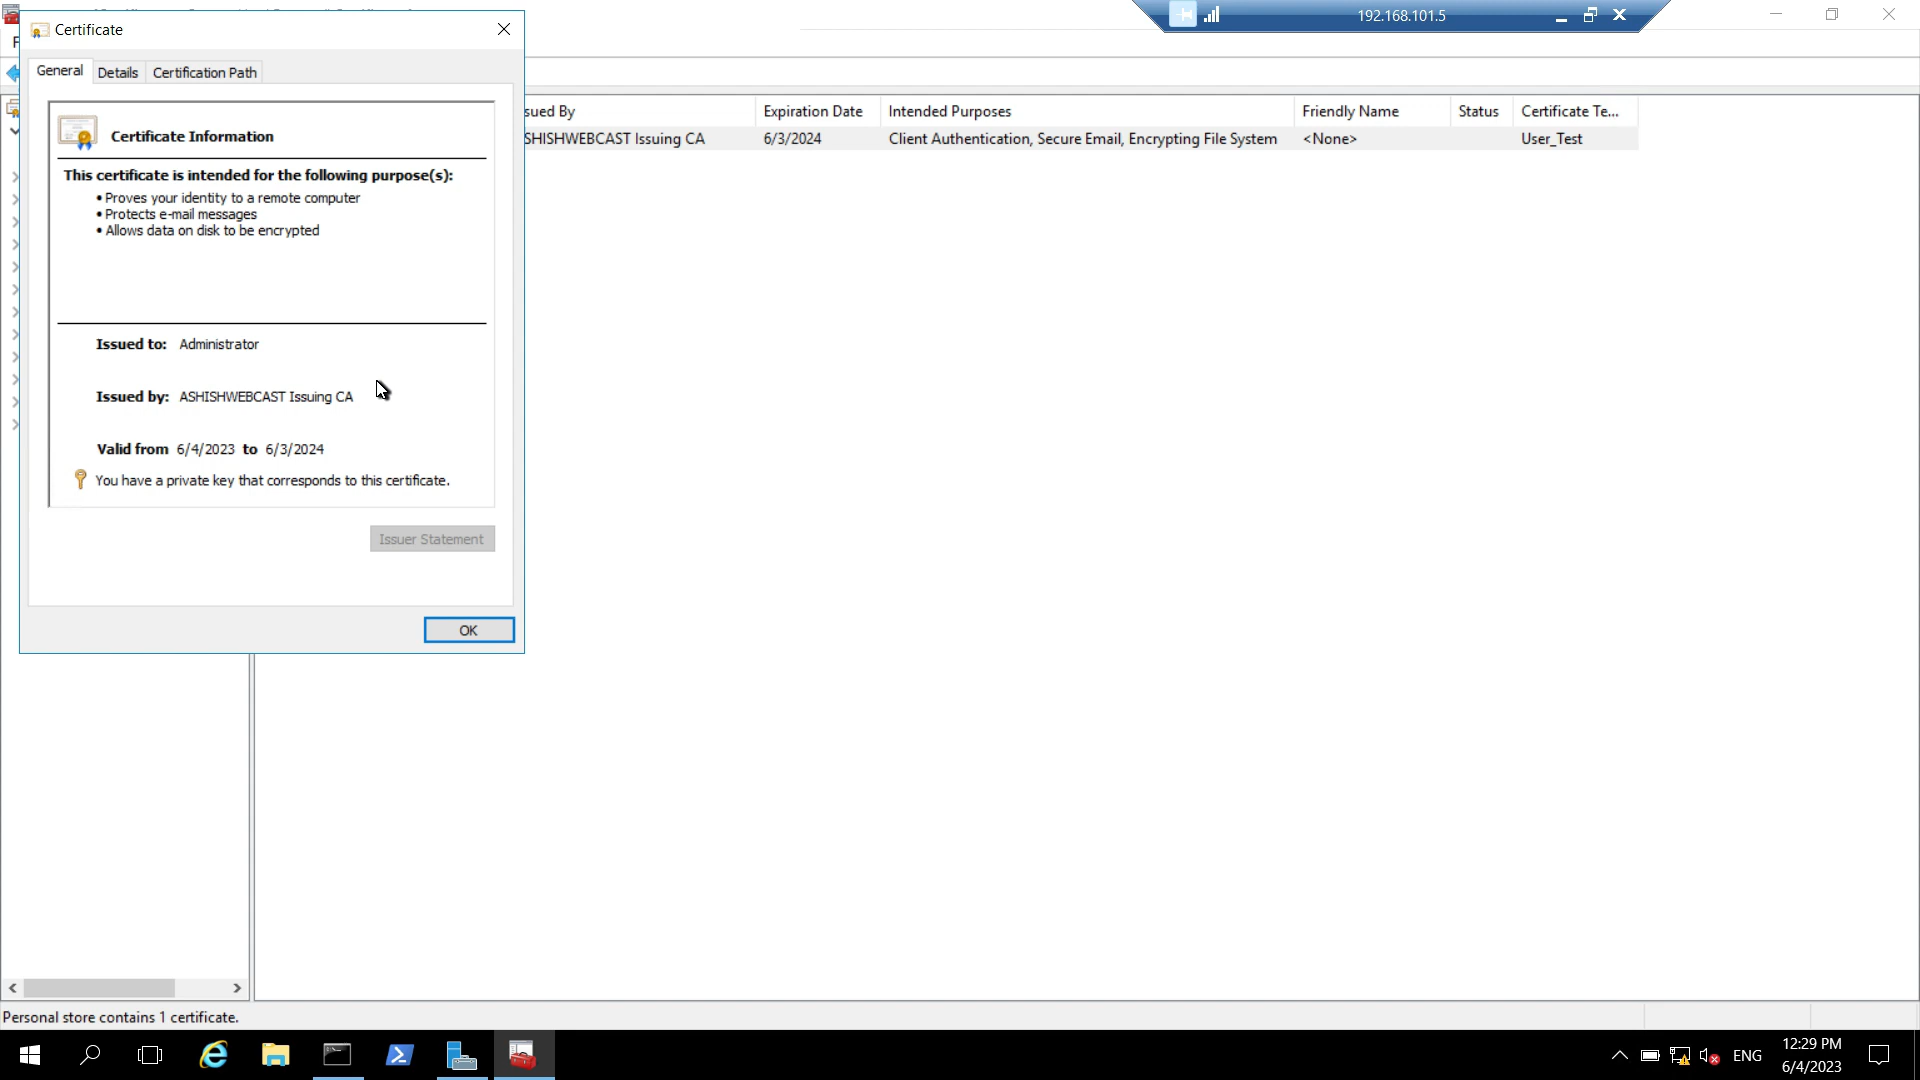 Certificate
192.168.101.5
F
General
Details
Certification Path
Certificate Information
This certificate is intended for the following purpose(s):
• Proves your identity to a remote computer
• Protects e-mail messages
• Allows data on disk to be encrypted
Issued to: Administrator
Issued by: ASHISHWEBCAST Issuing CA
Valid from 6/4/2023 to 6/3/2024
You have a private key that corresponds to this certificate.
Issuer Statement
OK
sued By Expiration Date Intended Purposes Friendly Name Status Certificate Te...
SHISHWEBCAST Issuing CA 6/3/2024 Client Authentication, Secure Email, Encrypting File System <None> User_Test
Personal store contains 1 certificate.
ENG
12:29 PM
6/4/2023